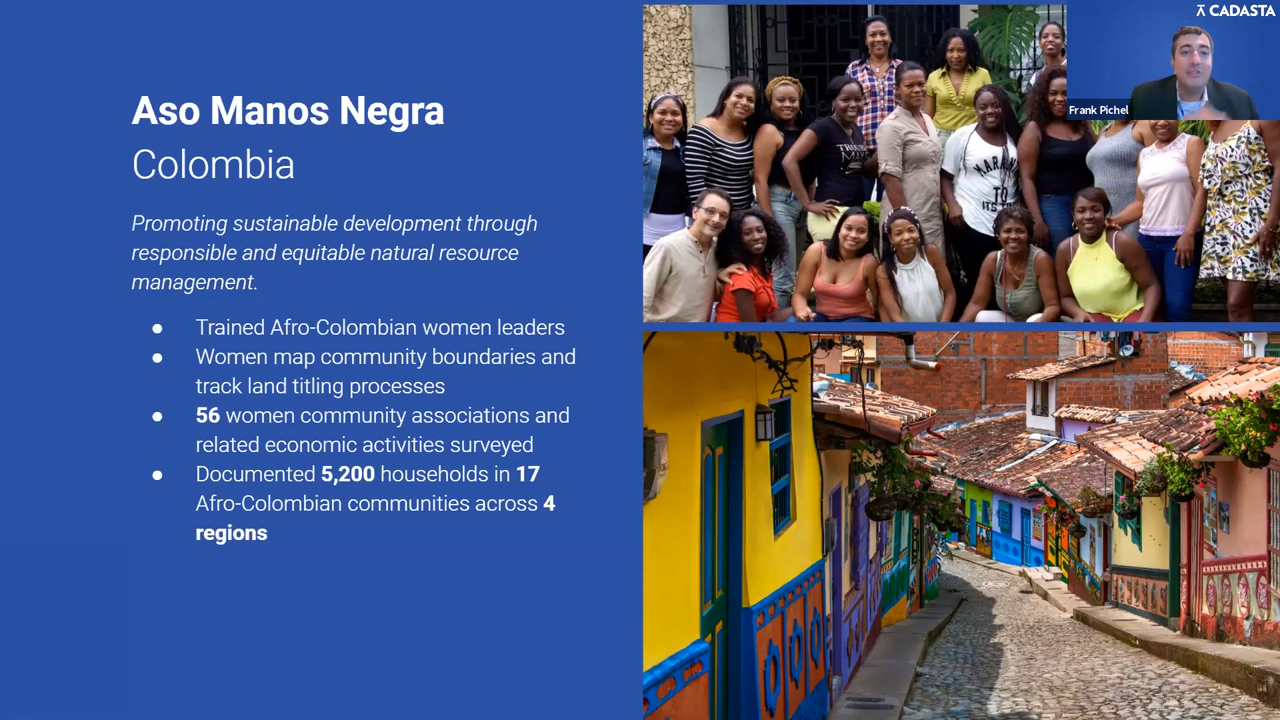 Aso Manos Negra
Colombia
Promoting sustainable development through
responsible and equitable natural resource
management.
● Trained Afro-Colombian women leaders
● Women map community boundaries and
track land titling processes
● 56 women community associations and
related economic activities surveyed
● Documented 5,200 households in 17
Afro-Colombian communities across 4
regions
CADASTA
Frank Pichel
TO